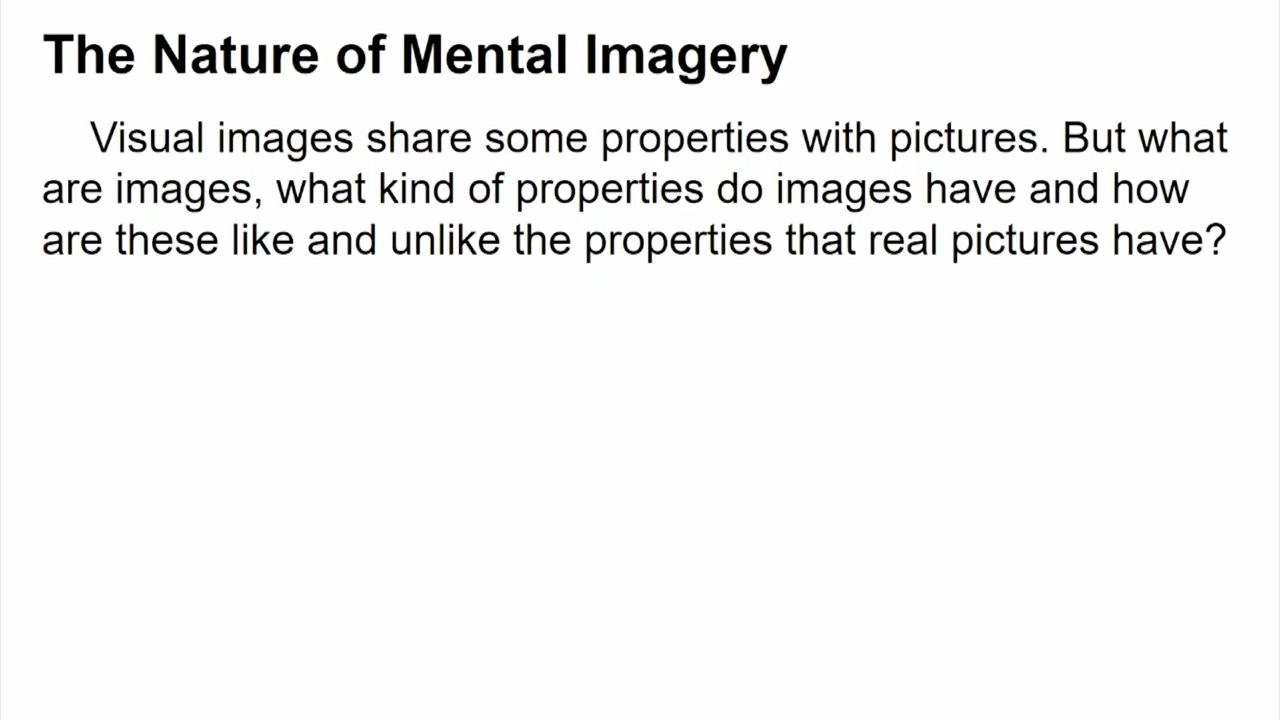 The Nature of Mental Imagery
Visual images share some properties with pictures. But what
are images, what kind of properties do images have and how
are these like and unlike the properties that real pictures have?